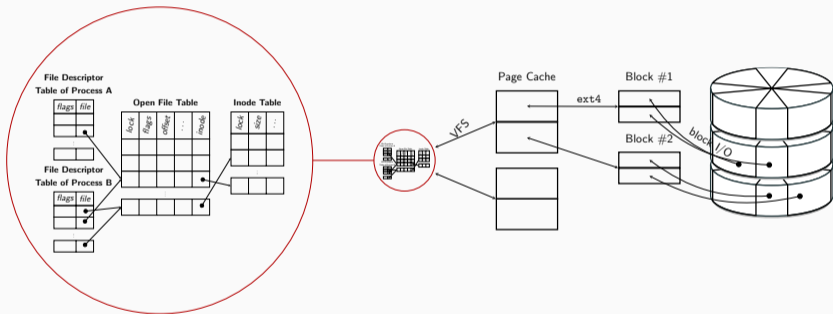 File Descriptor
Table of Process A
flags file
Open File Table
lock flags offset ... inode
Inode Table
lock size ...
File Descriptor
Table of Process B
flags file
VFS
Page Cache
ext4
Block #1
Block #2
block I/O